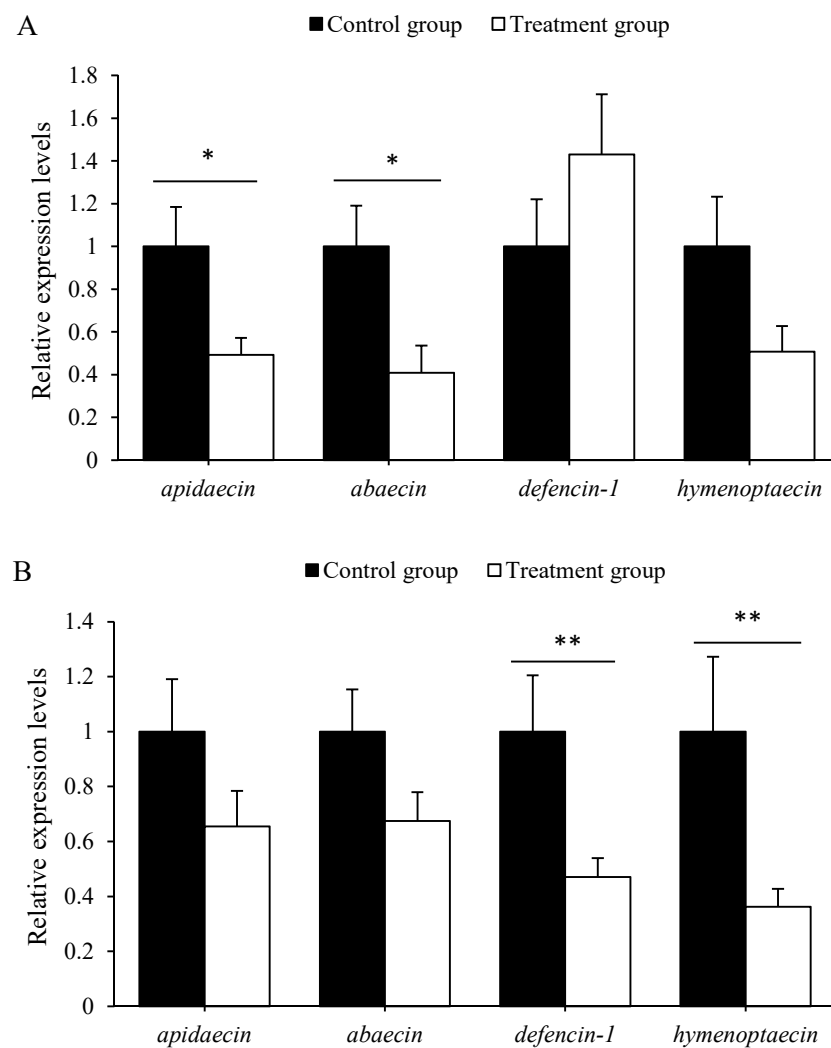 A
Control group Treatment group
Relative expression levels
1.8
1.6
1.4
1.2
1
0.8
0.6
0.4
0.2
0
*
*
apidaecin abaecin defencin-1 hymenoptaecin
B
Control group Treatment group
Relative expression levels
1.4
1.2
1
0.8
0.6
0.4
0.2
0
**
**
apidaecin abaecin defencin-1 hymenoptaecin